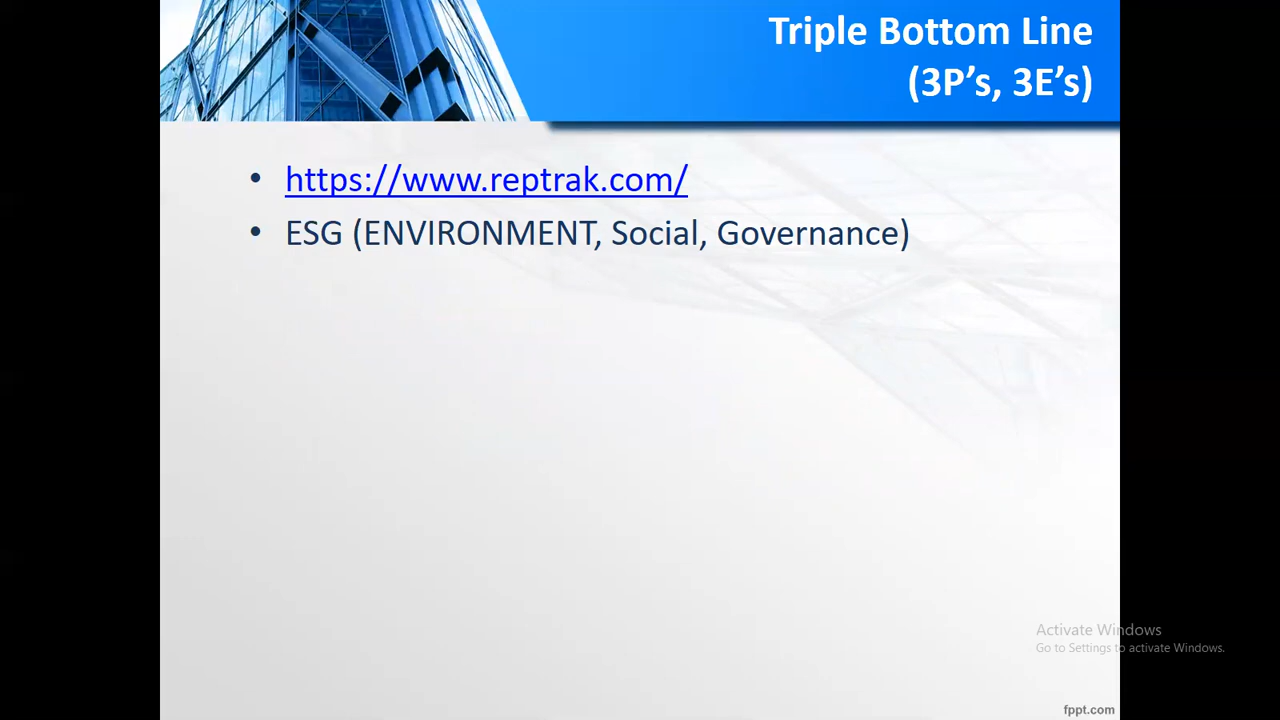 Triple Bottom Line
(3P’s, 3E’s)
• https://www.reptrak.com/
• ESG (ENVIRONMENT, Social, Governance)
Activate Windows
Go to Settings to activate Windows.
fppt.com